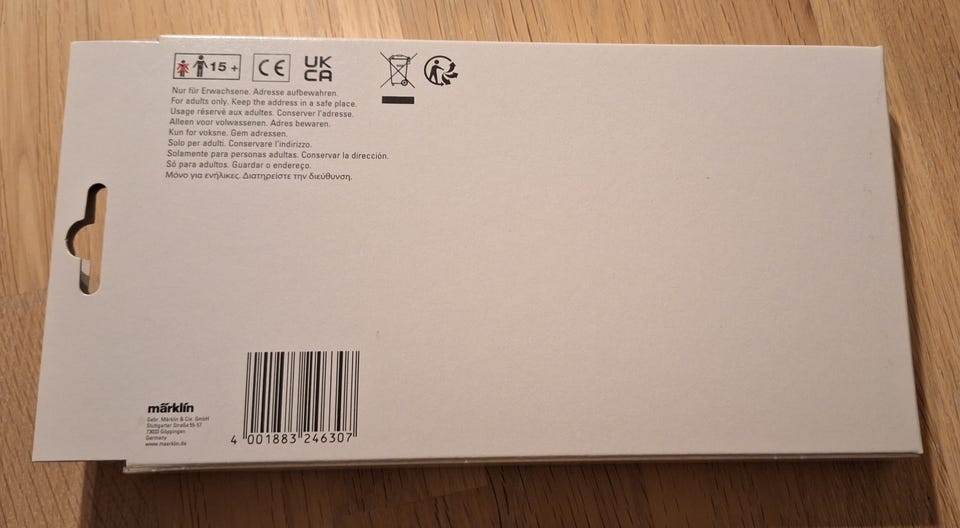 15 +
CE
UK
CA
Nur für Erwachsene. Adresse aufbewahren.
For adults only. Keep the address in a safe place.
Usage réservé aux adultes. Conserver l'adresse.
Alleen voor volwassenen. Adres bewaren.
Kun for voksne. Gem adressen.
Solo per adulti. Conservare l'indirizzo.
Solamente para personas adultas. Conservar la dirección.
Só para adultos. Guardar o endereço.
Μόνο για ενήλικες. Διατηρείστε την διεύθυνση.
märklín
Gebr. Märklin & Cie. GmbH
Stuttgarter Straße 55-57
73033 Göppingen
Germany
www.maerklin.de
4 001883 246307